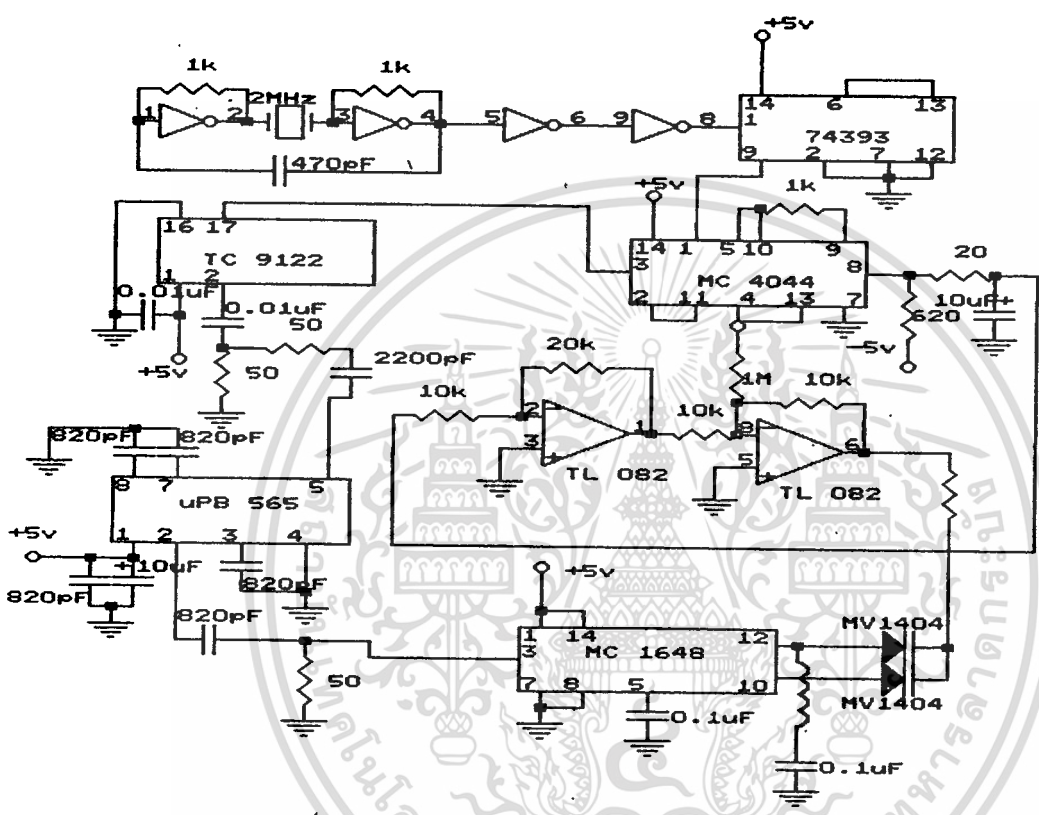 +5v
1k
1k
1
2
2MHz
3
4
5
6
9
8
470pF
14
6
13
1
74393
9
2
7
12
+5v
1k
16
17
TC 9122
1
2
0.01uF
0.01uF
50
50
+5v
2200pF
14
1
5
10
9
3
MC 4044
8
2
11
4
13
7
20
10uF+
620
-5v
20k
10k
2
-
3
+
1
TL 082
10k
1M
10k
8
-
5
+
6
TL 082
820pF
820pF
8
7
5
uPB 565
1
2
3
4
+5v
+10uF
820pF
820pF
820pF
50
+5v
1
14
12
3
MC 1648
7
8
5
10
0.1uF
MV1404
MV1404
0.1uF